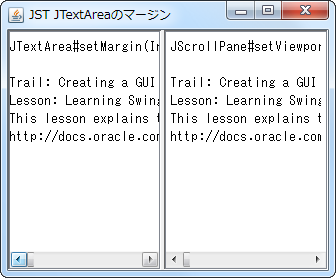 JST JTextAreaのマージン
JTextArea#setMargin(In
Trail: Creating a GUI
Lesson: Learning Swing
This lesson explains t
http://docs.oracle.com
JScrollPane#setViewpor
Trail: Creating a GUI
Lesson: Learning Swing
This lesson explains t
http://docs.oracle.com